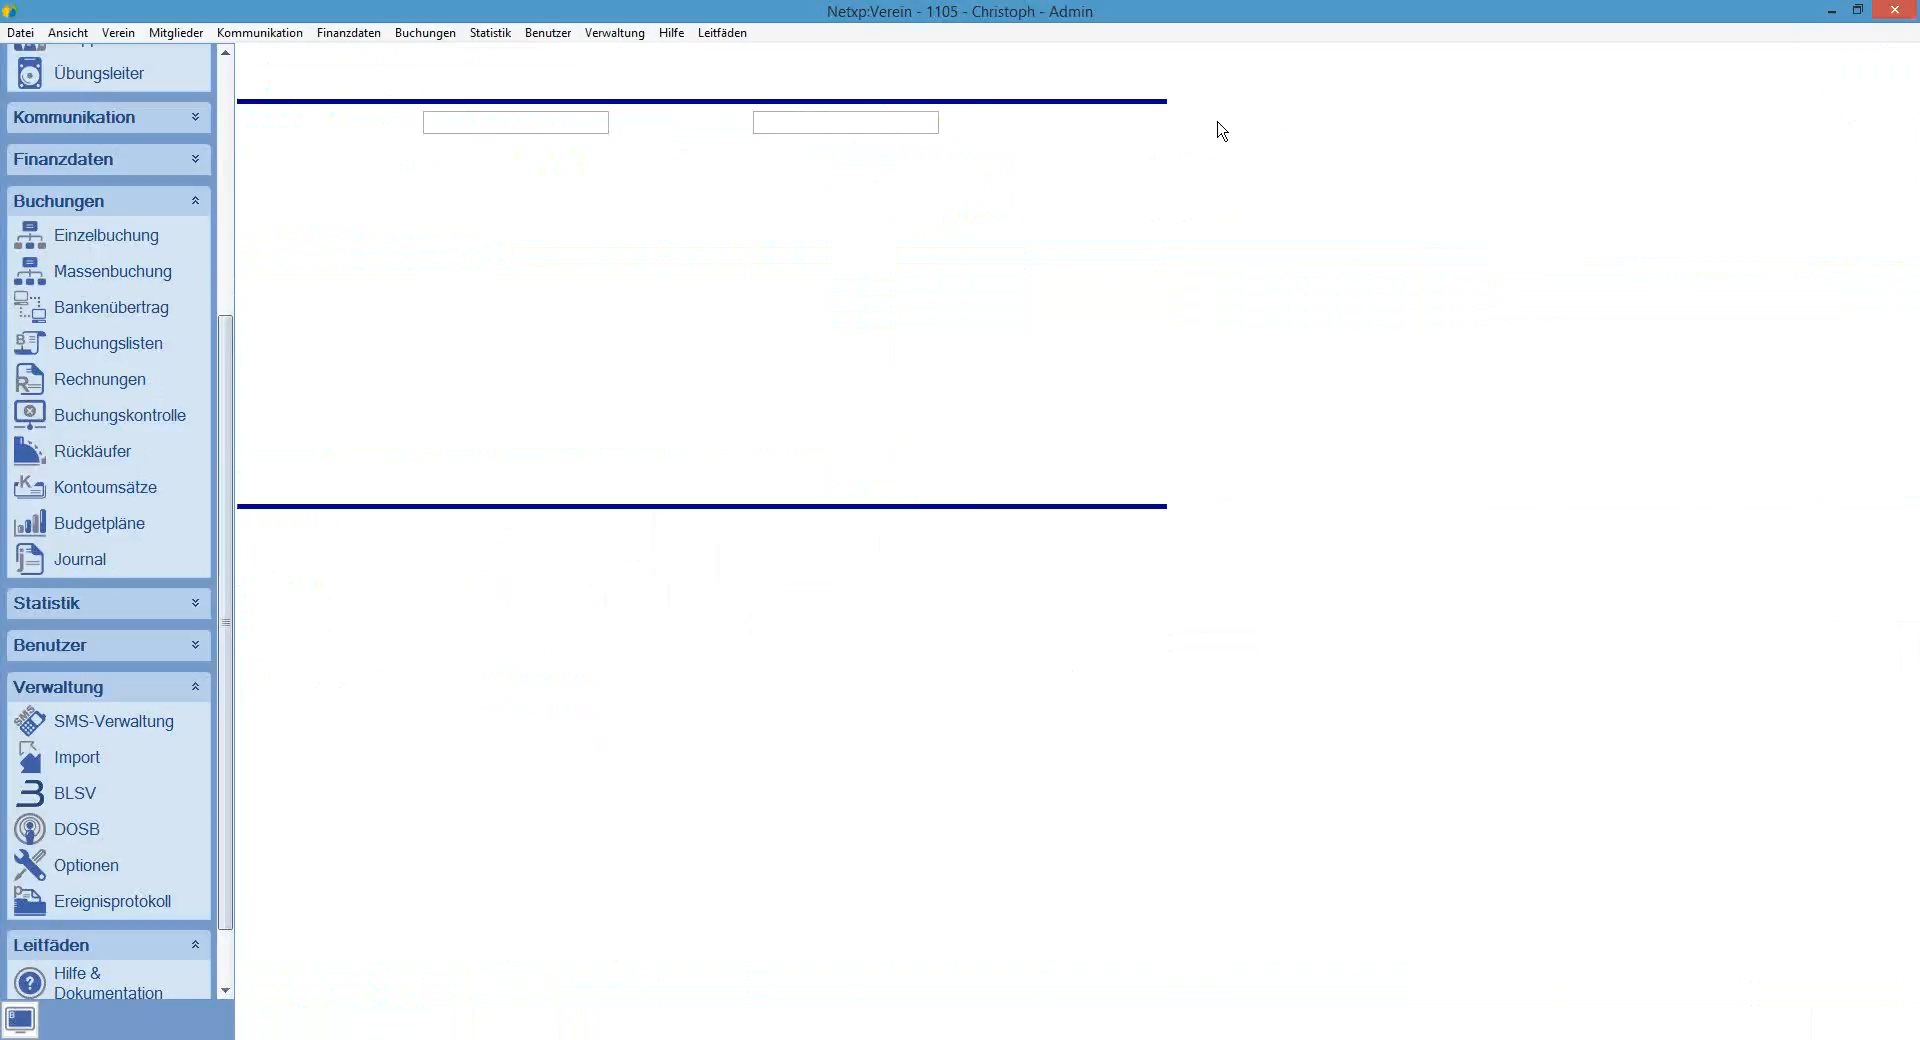 Netxp:Verein - 1105 - Christoph - Admin
Datei Ansicht Verein Mitglieder Kommunikation Finanzdaten Buchungen Statistik Benutzer Verwaltung Hilfe Leitfäden
Übungsleiter
Kommunikation
Finanzdaten
Buchungen
Einzelbuchung
Massenbuchung
Bankenübertrag
Buchungslisten
Rechnungen
Buchungskontrolle
Rückläufer
Kontoumsätze
Budgetpläne
Journal
Statistik
Benutzer
Verwaltung
SMS-Verwaltung
Import
BLSV
DOSB
Optionen
Ereignisprotokoll
Leitfäden
Hilfe &
Dokumentation